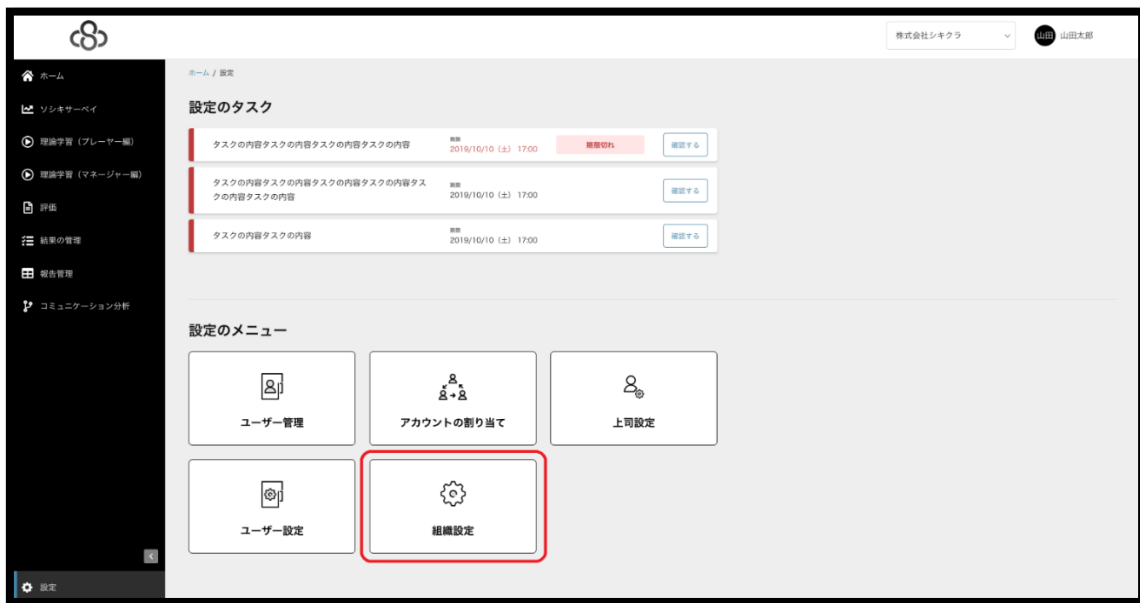 株式会社シキクラ
山田 山田太郎
ホーム
ソシキサーベイ
理論学習（プレーヤー編）
理論学習（マネージャー編）
評価
結果の管理
報告管理
コミュニケーション分析
設定
ホーム / 設定
設定のタスク
タスクの内容タスクの内容タスクの内容タスクの内容
期限
2019/10/10（土） 17:00
期限切れ
確認する
タスクの内容タスクの内容タスクの内容タスクの内容タス
クの内容タスクの内容
期限
2019/10/10（土） 17:00
確認する
タスクの内容タスクの内容
期限
2019/10/10（土） 17:00
確認する
設定のメニュー
ユーザー管理
アカウントの割り当て
上司設定
ユーザー設定
組織設定